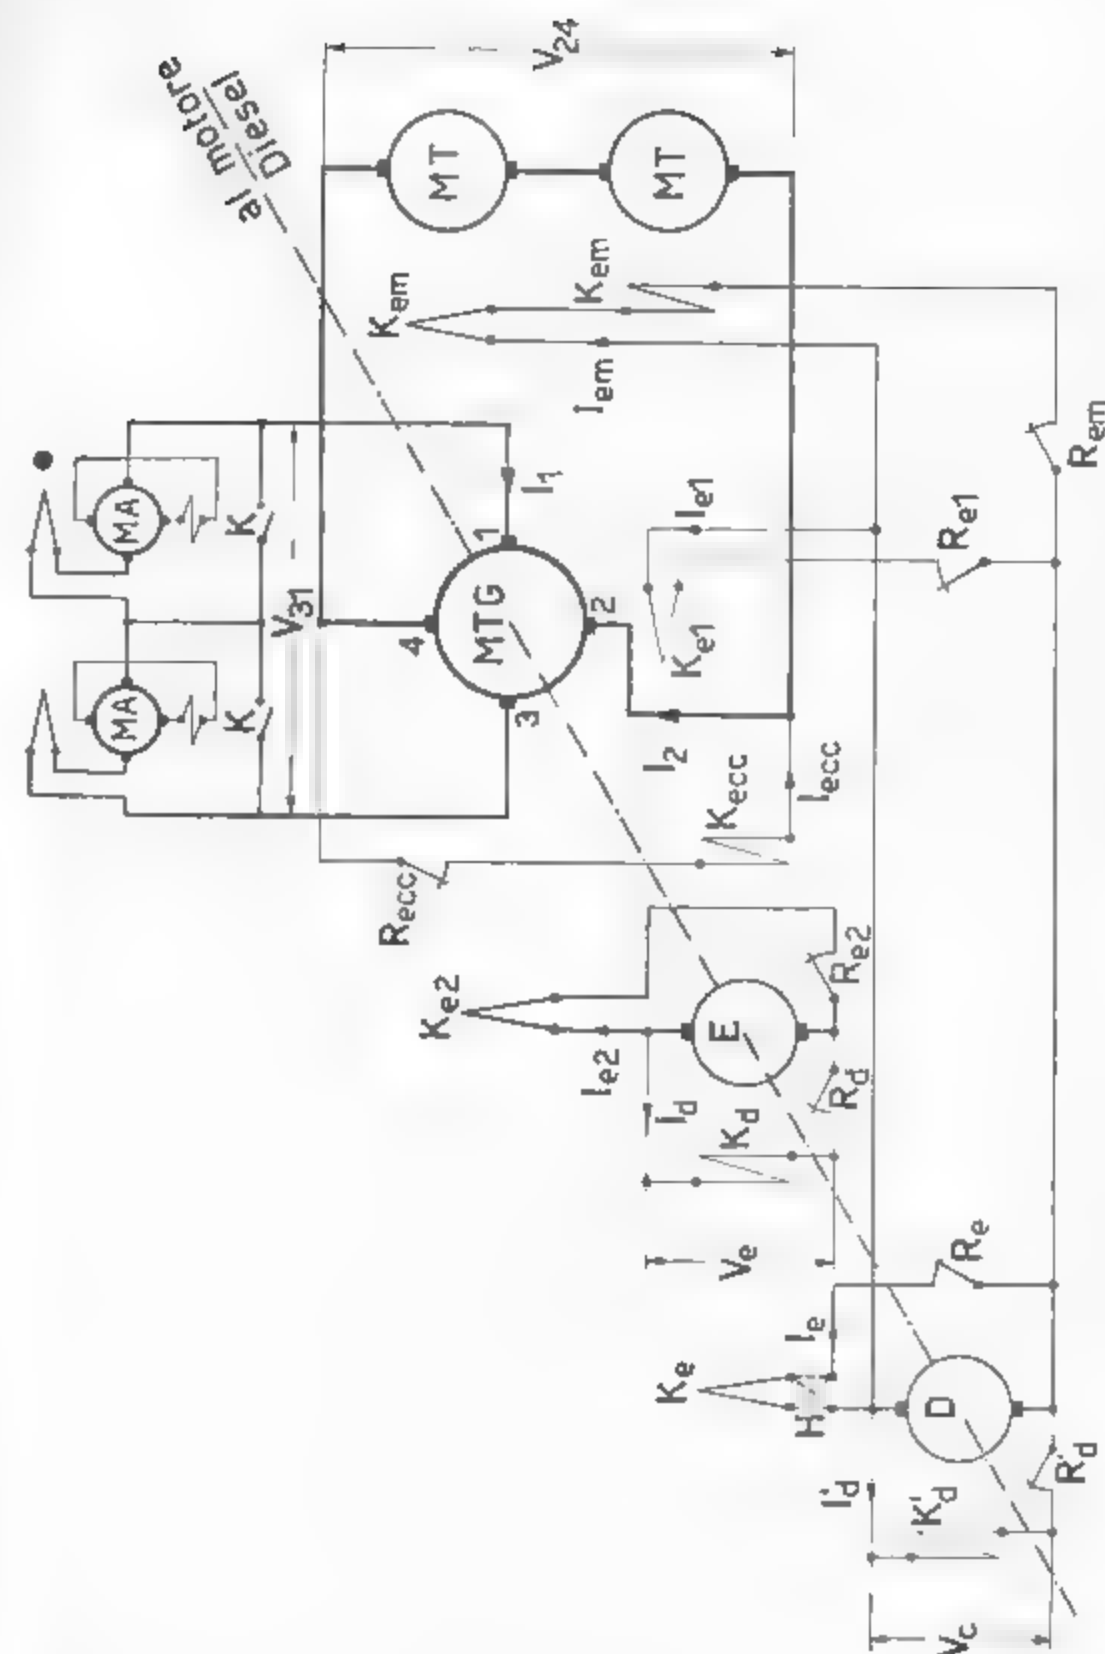 al motore
Diesel
V24
MT
MT
Kem
Kem
Iem
MA
MA
K
K
V31
I1
1
4
MTG
2
3
Ie1
Ke1
Re1
Rem
I2
Kecc
Iecc
Recc
Ke2
Ie2
E
Re2
Rd
Id
Kd
Ve
Re
Ie
Ke
H
D
I'd
K'd
R'd
Vc